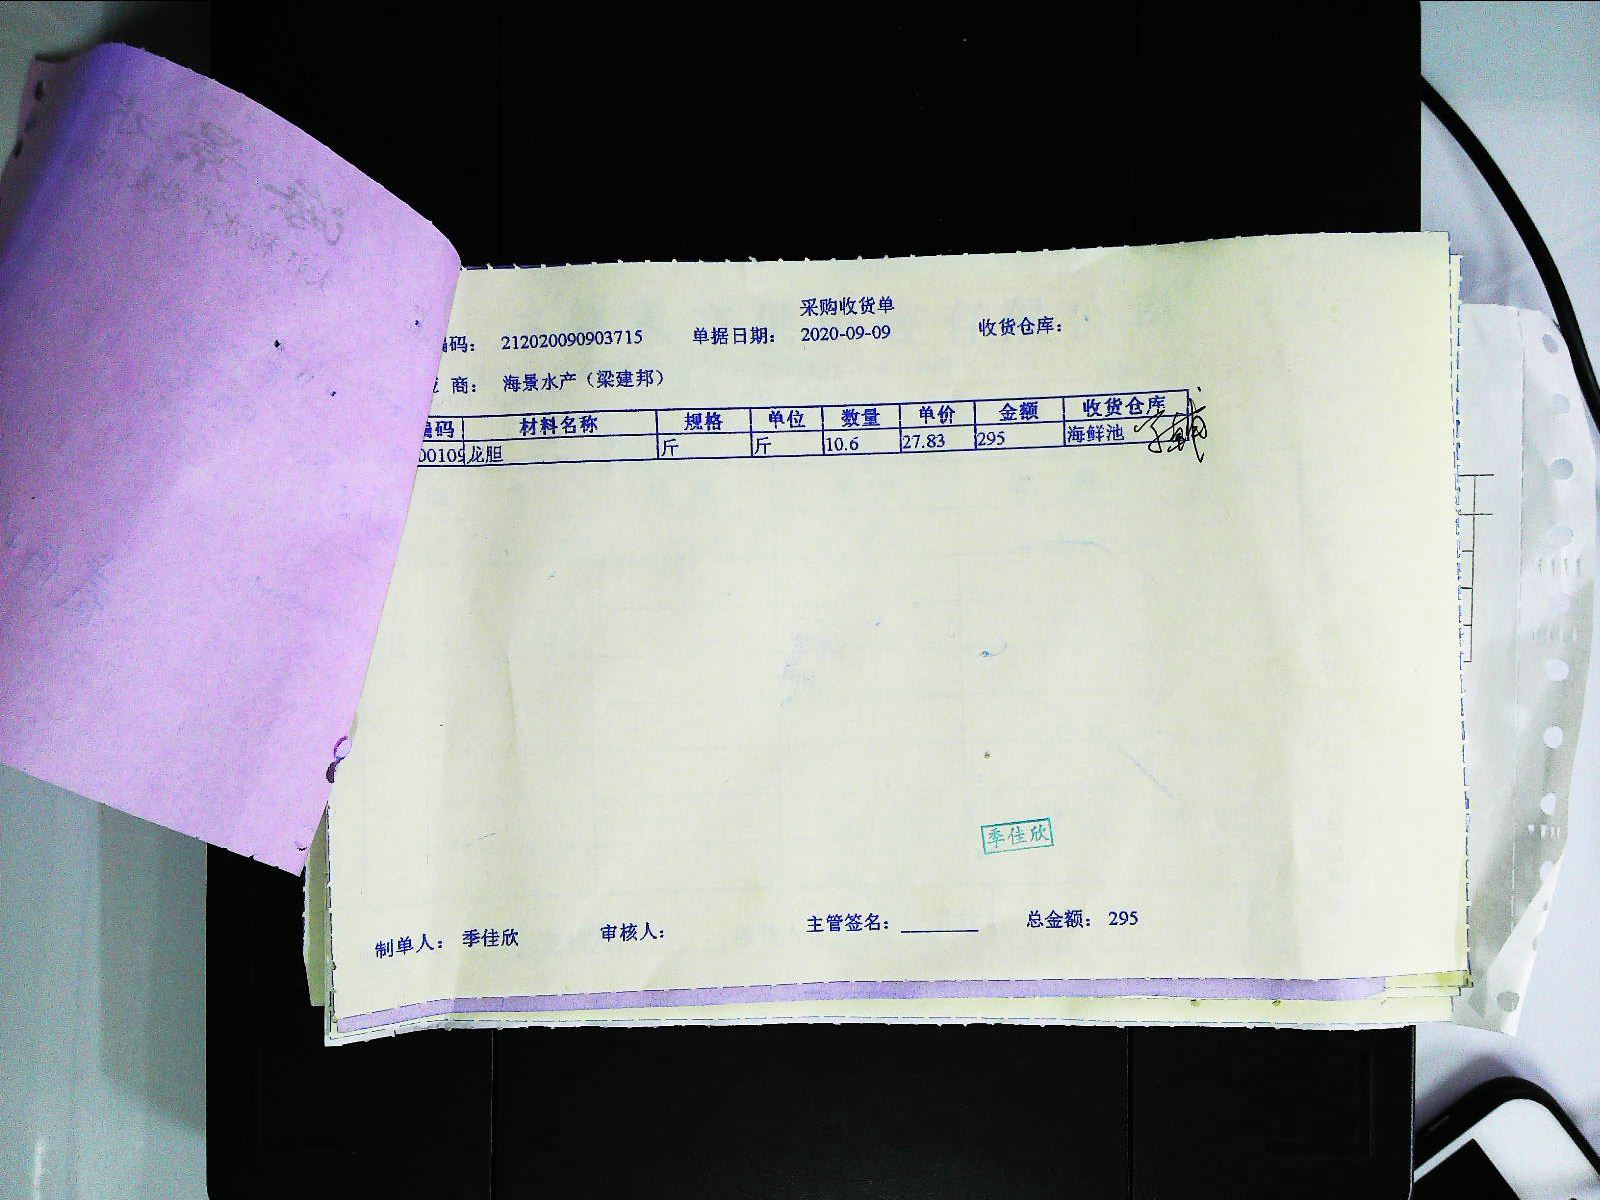 采购收货单
编码： 212020090903715 单据日期： 2020-09-09 收货仓库：
应 商： 海景水产（梁建邦）
编码 材料名称 规格 单位 数量 单价 金额 收货仓库
00109 龙胆 斤 斤 10.6 27.83 295 海鲜池
季佳欣
制单人： 季佳欣 审核人： 主管签名：________ 总金额： 295